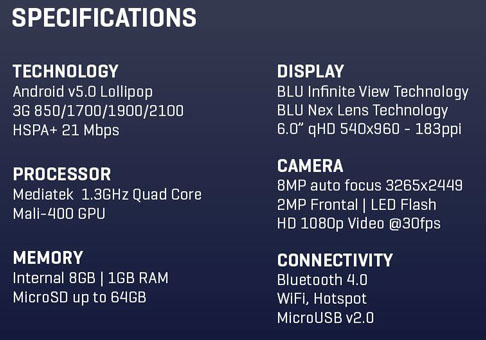 SPECIFICATIONS
TECHNOLOGY
Android v5.0 Lollipop
3G 850/1700/1900/2100
HSPA+ 21 Mbps
PROCESSOR
Mediatek 1.3GHz Quad Core
Mali-400 GPU
MEMORY
Internal 8GB | 1GB RAM
MicroSD up to 64GB
DISPLAY
BLU Infinite View Technology
BLU Nex Lens Technology
6.0” qHD 540x960 - 183ppi
CAMERA
8MP auto focus 3265x2449
2MP Frontal | LED Flash
HD 1080p Video @30fps
CONNECTIVITY
Bluetooth 4.0
WiFi, Hotspot
MicroUSB v2.0